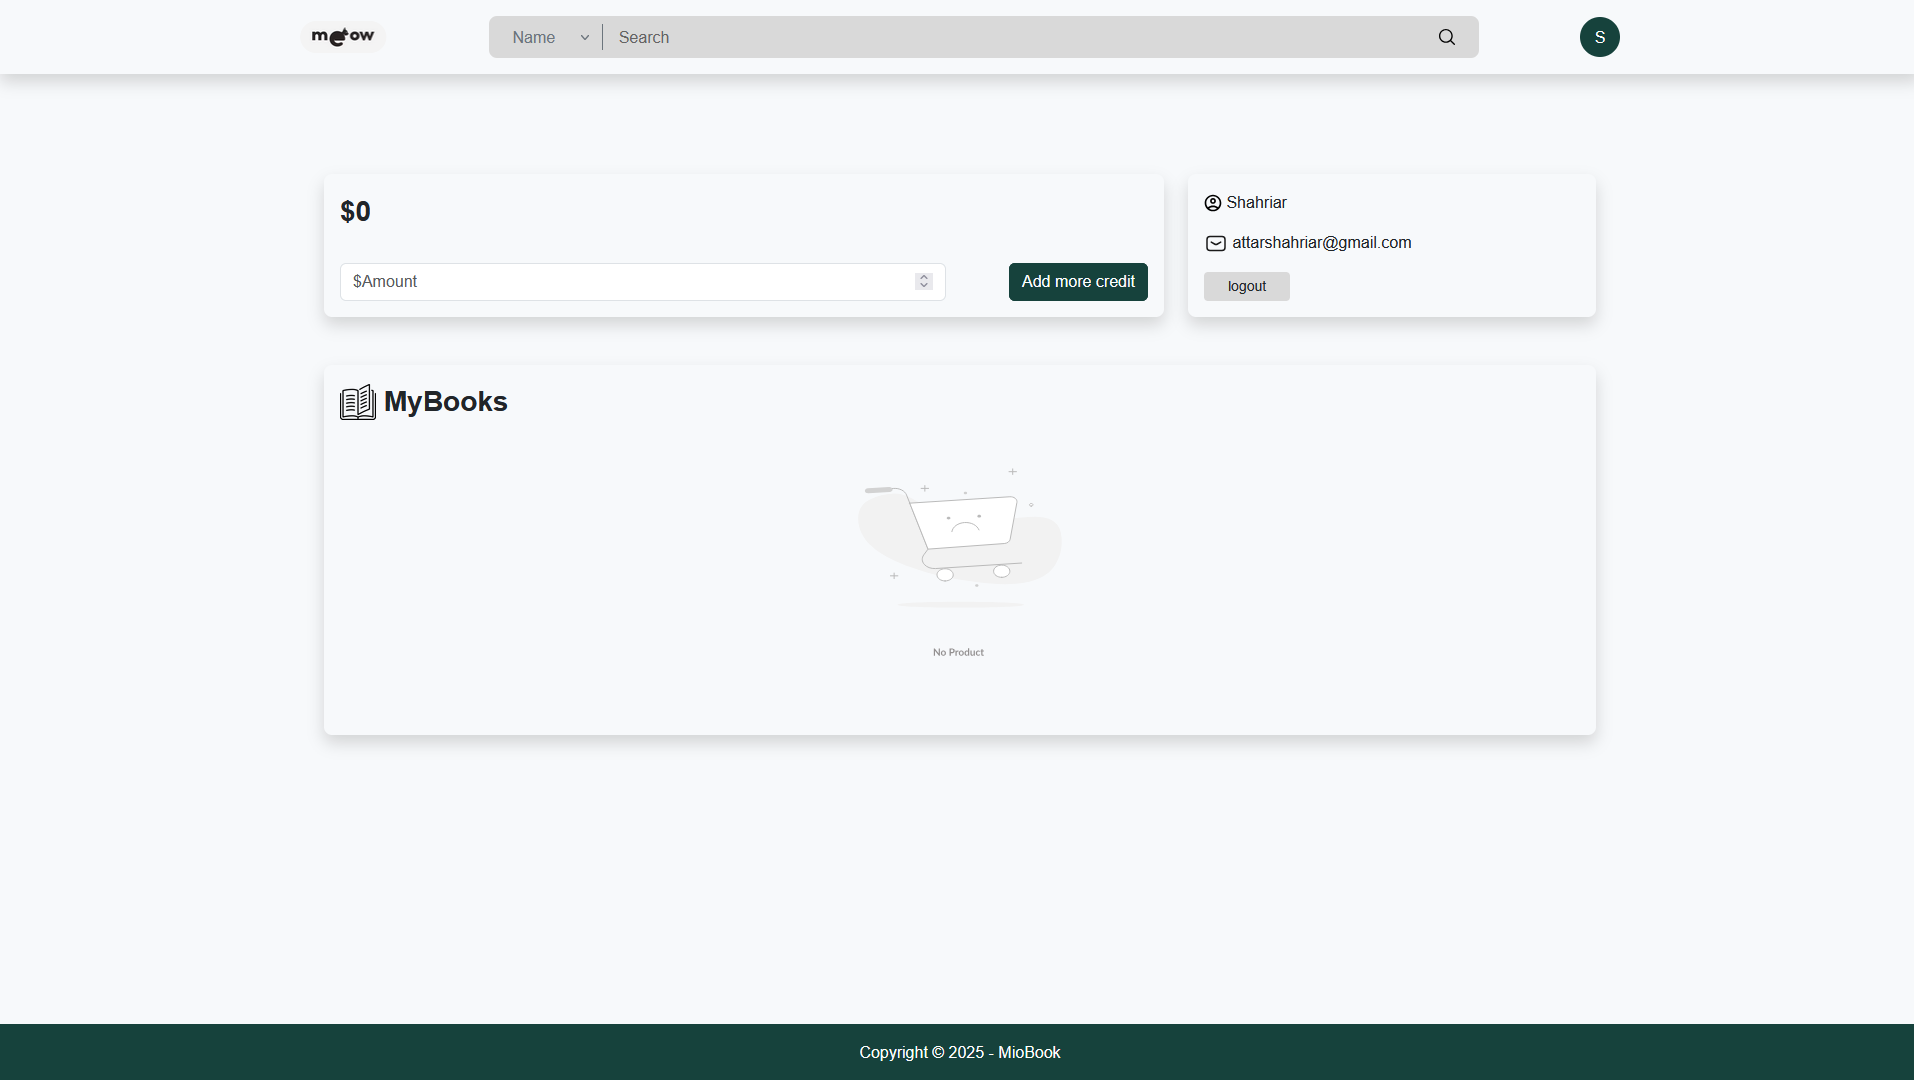 meow
Name
Search
S
$0
$Amount
Add more credit
Shahriar
attarshahriar@gmail.com
logout
MyBooks
No Product
Copyright © 2025 - MioBook